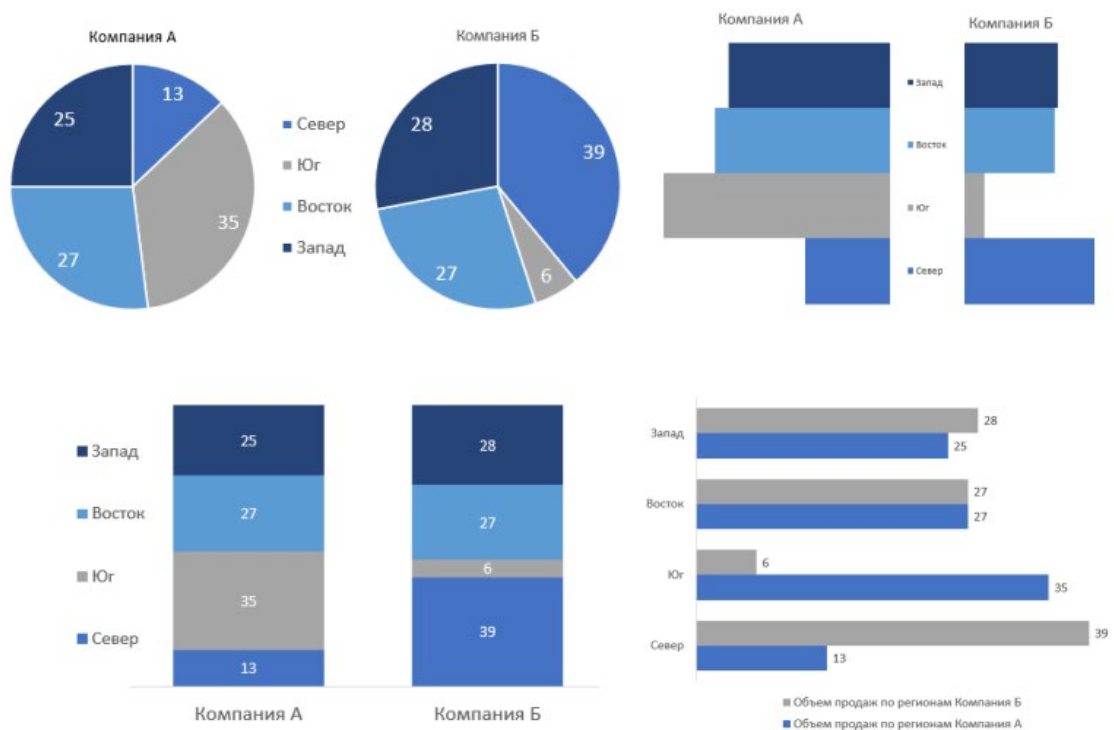 Компания А
13
35
27
25
Север
Юг
Восток
Запад
Компания Б
39
6
27
28
Компания А
Компания Б
Запад
Восток
Юг
Север
Запад
Восток
Юг
Север
25
27
35
13
Компания А
28
27
6
39
Компания Б
Запад
28
25
Восток
27
27
Юг
6
35
Север
39
13
Объем продаж по регионам Компания Б
Объем продаж по регионам Компания А